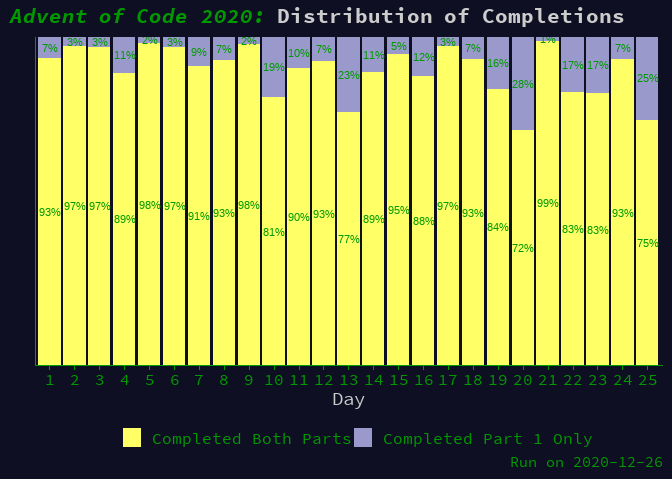 Advent of Code 2020: Distribution of Completions
7% 3% 3% 11% 2% 3% 9% 7% 2% 19% 10% 7% 23% 11% 5% 12% 3% 7% 16% 28% 1% 17% 17% 7% 25%
93% 97% 97% 89% 98% 97% 91% 93% 98% 81% 90% 93% 77% 89% 95% 88% 97% 93% 84% 72% 99% 83% 83% 93% 75%
1 2 3 4 5 6 7 8 9 10 11 12 13 14 15 16 17 18 19 20 21 22 23 24 25
Day
Completed Both Parts Completed Part 1 Only
Run on 2020-12-26